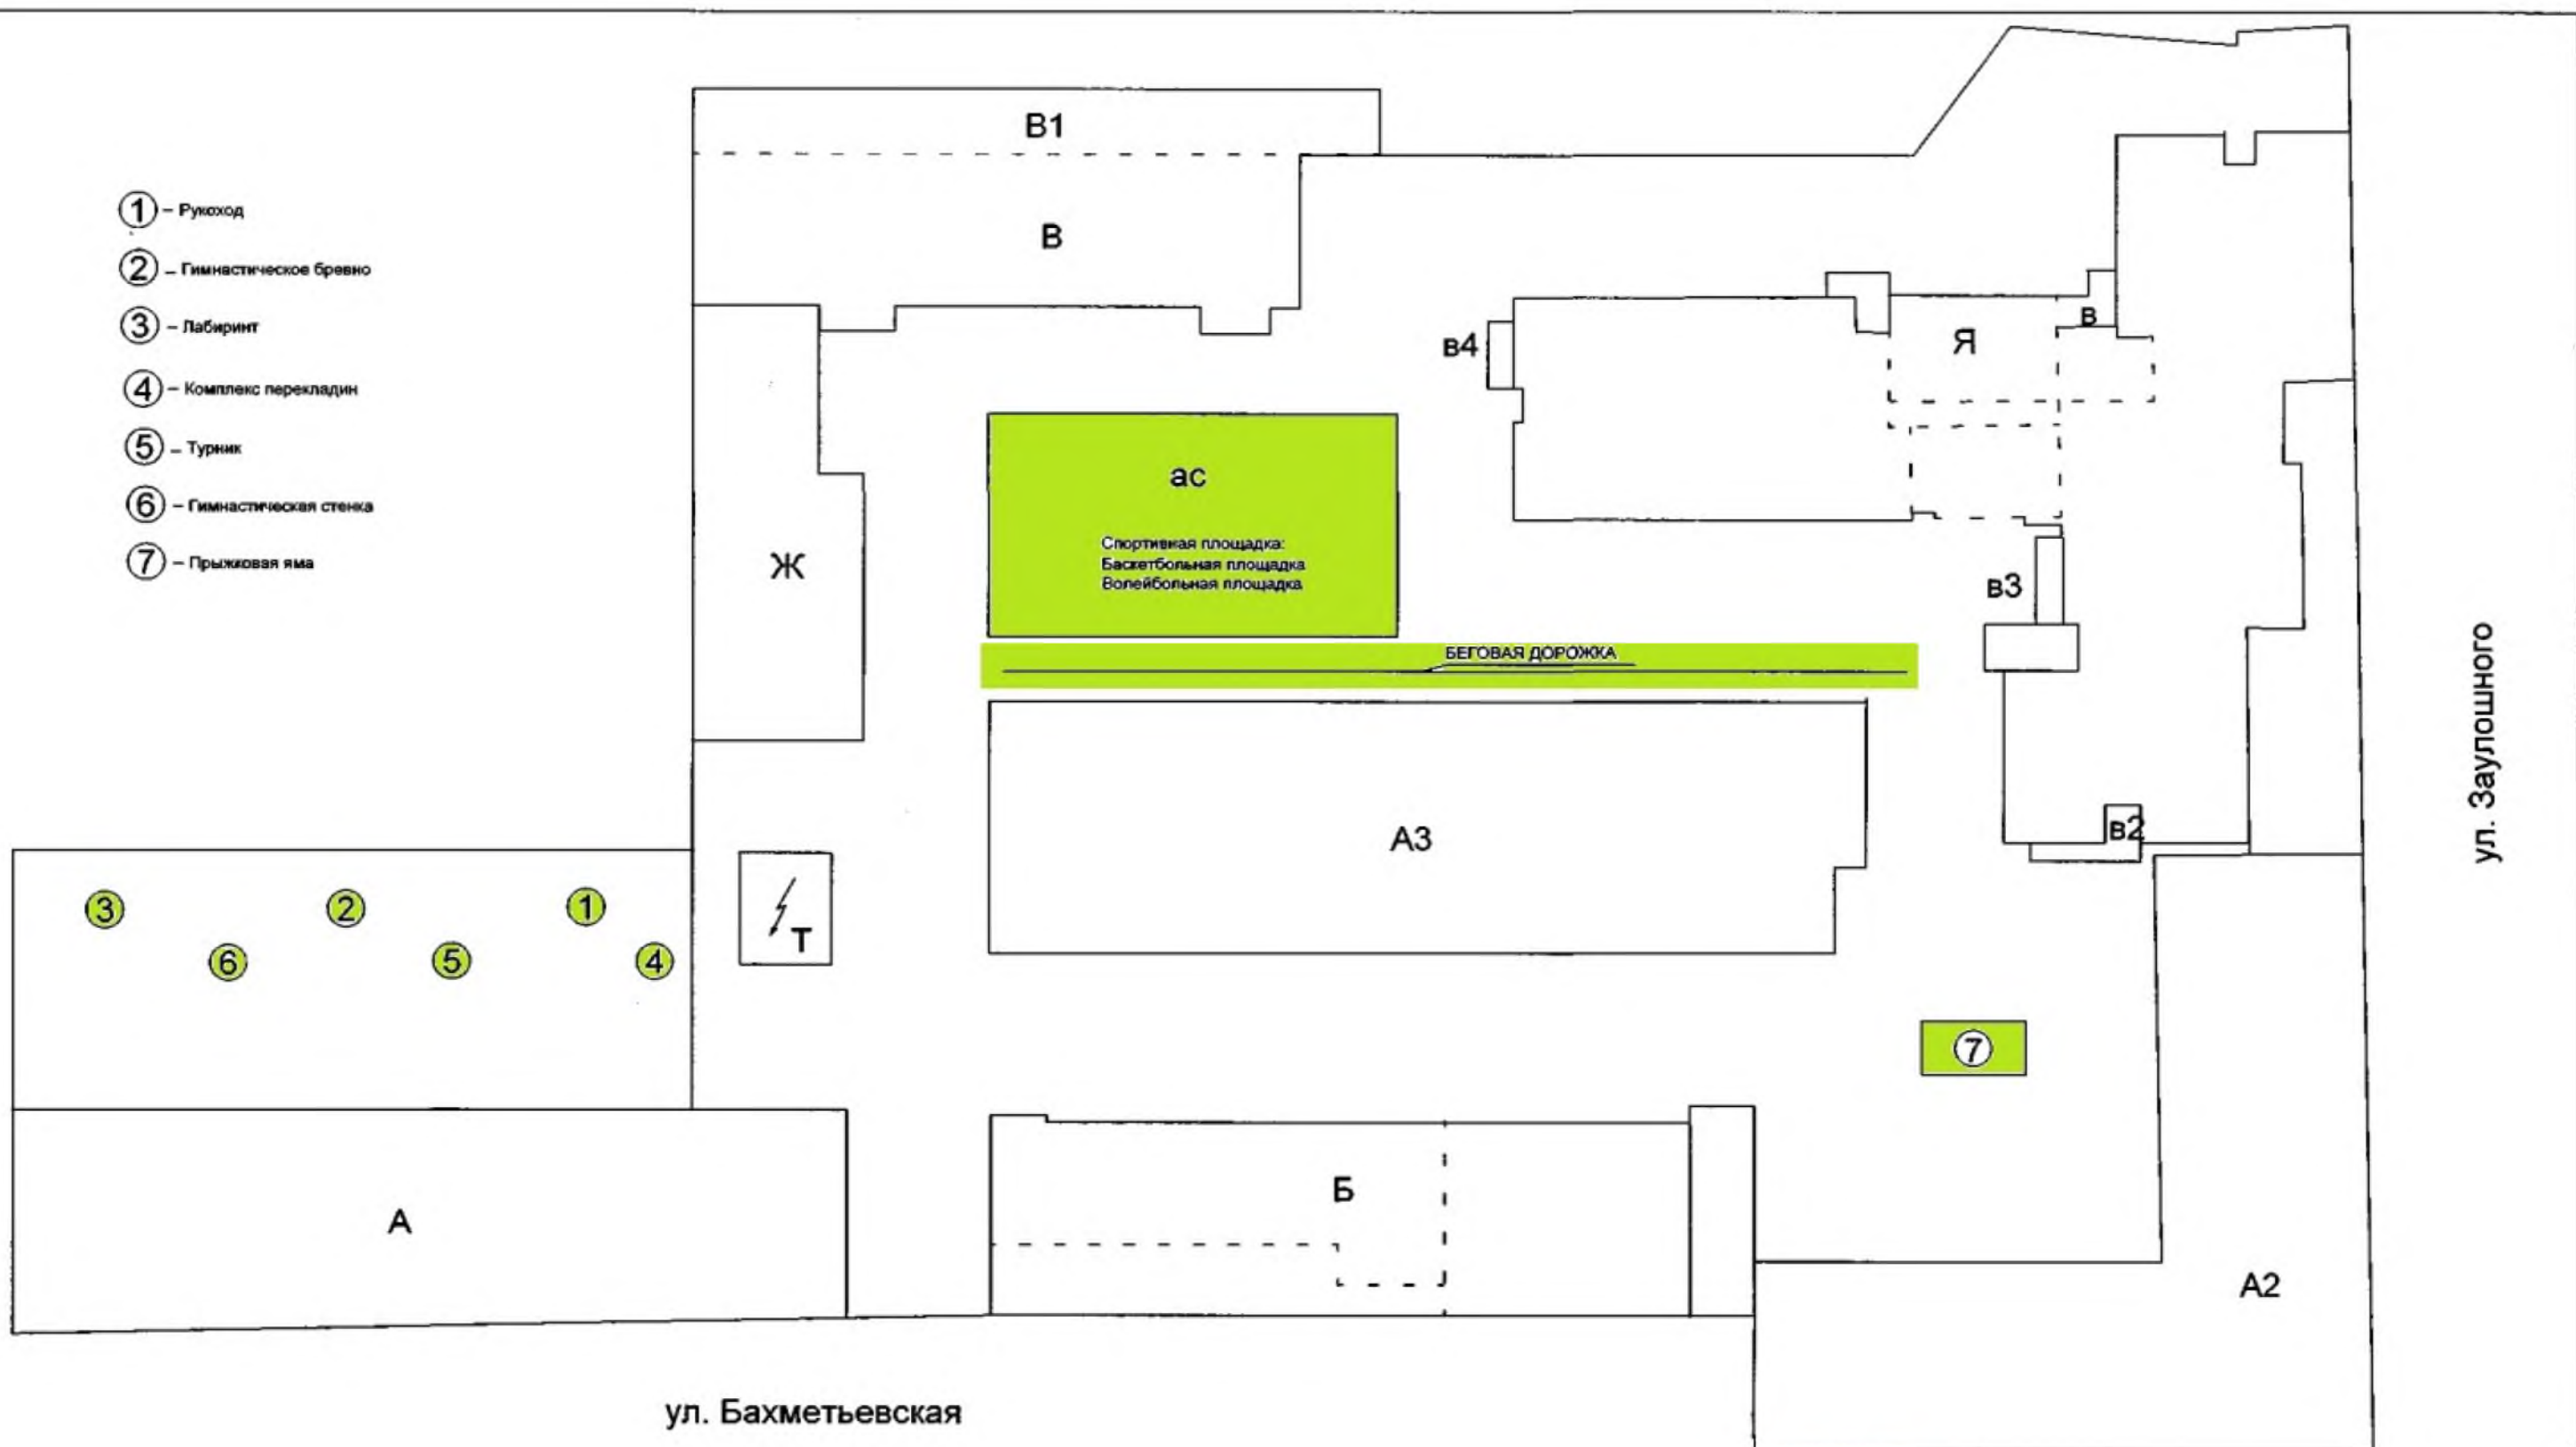 В1
① – Рукоход
В
② – Гимнастическое бревно
③ – Лабиринт
в
Я
в4
④ – Комплекс перекладин
⑤ – Турник
ас
⑥ – Гимнастическая стенка
Спортивная площадка:
Баскетбольная площадка
Волейбольная площадка
⑦ – Прыжковая яма
Ж
в3
БЕГОВАЯ ДОРОЖКА
ул. Заулошного
А3
в2
③
②
①
⑥
⑤
④
Т
⑦
Б
А
А2
ул. Бахметьевская